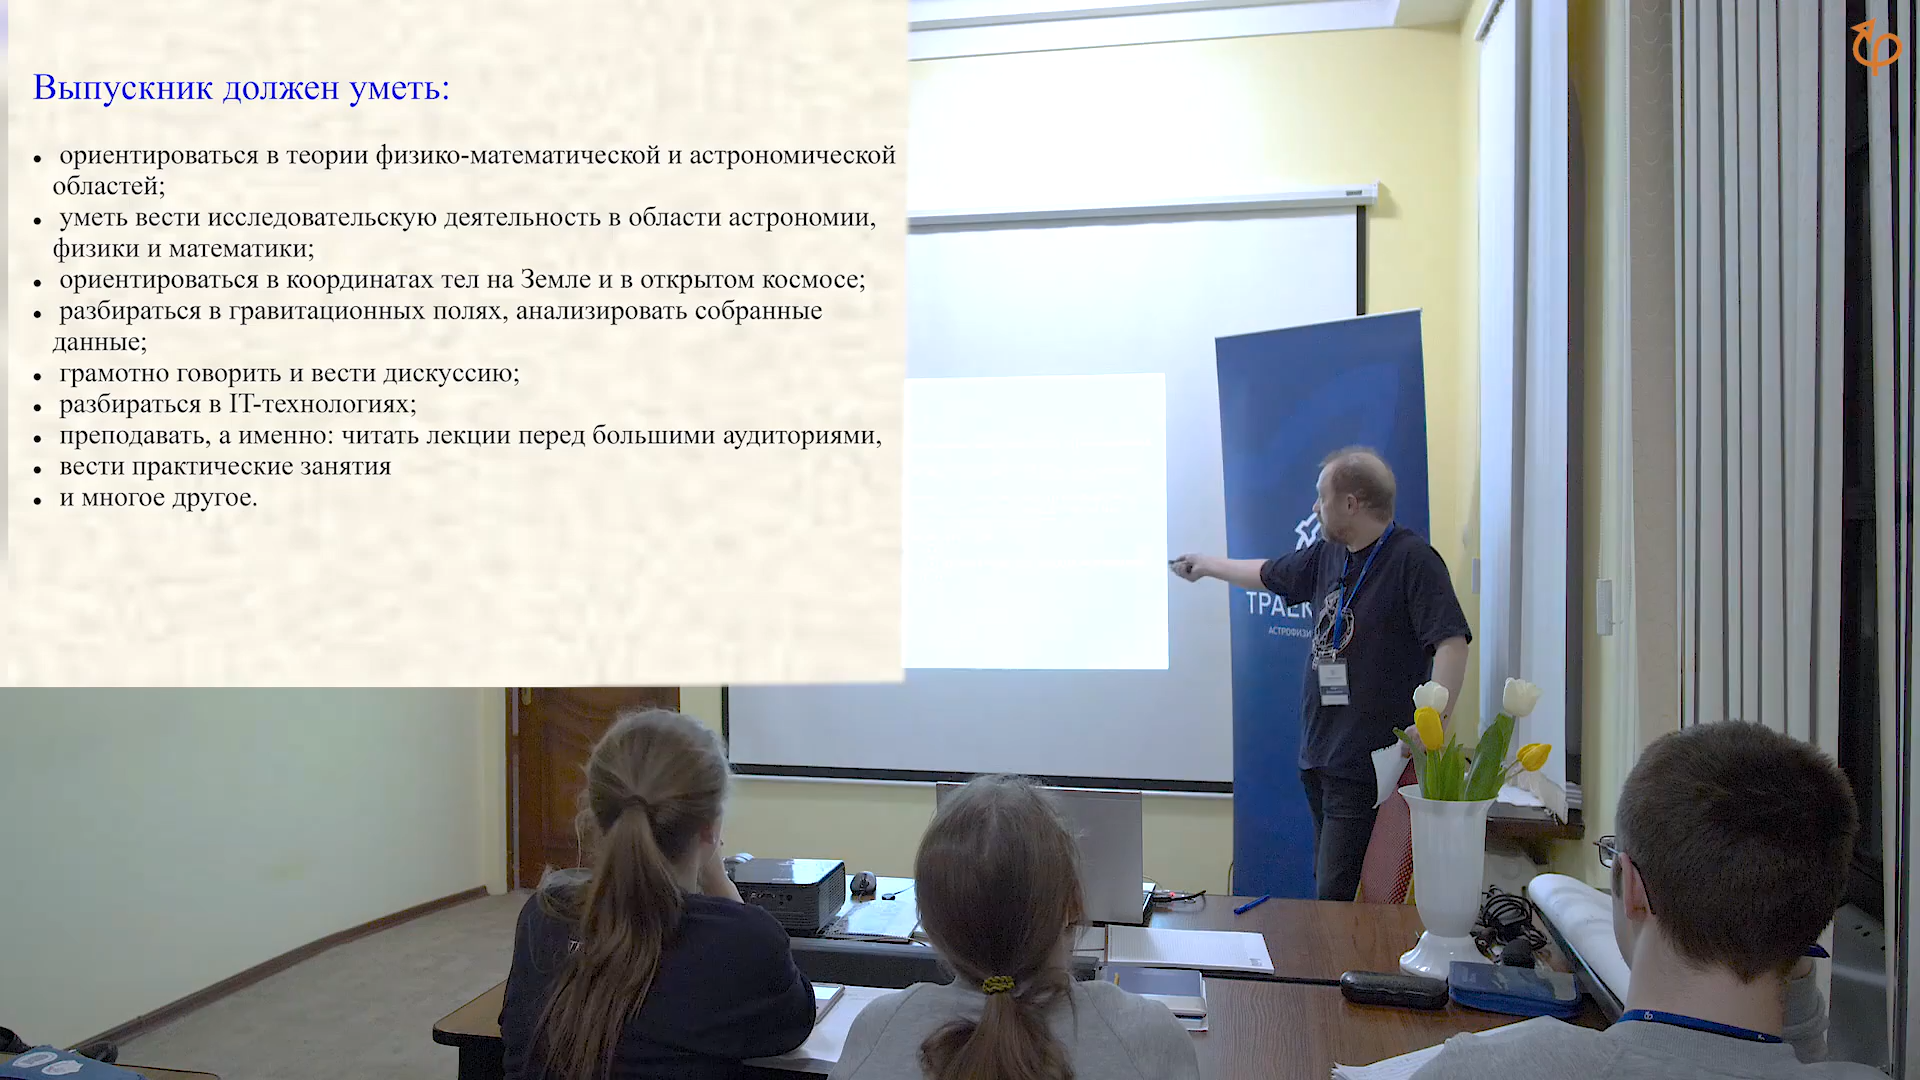 Выпускник должен уметь:
• ориентироваться в теории физико-математической и астрономической
областей;
• уметь вести исследовательскую деятельность в области астрономии,
физики и математики;
• ориентироваться в координатах тел на Земле и в открытом космосе;
• разбираться в гравитационных полях, анализировать собранные
данные;
• грамотно говорить и вести дискуссию;
• разбираться в IT-технологиях;
• преподавать, а именно: читать лекции перед большими аудиториями,
• вести практические занятия
• и многое другое.
ТРАЕК
АСТРОФИЗИ